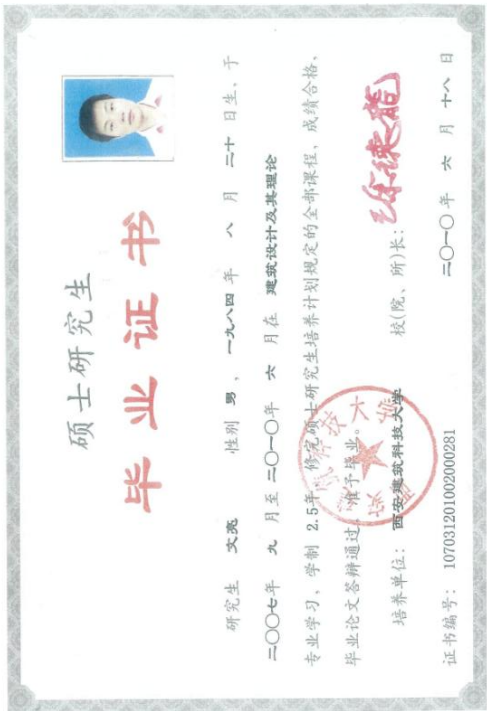 硕士研究生
毕业证书
研究生 文亮 性别 男 、 一九八四 年 八 月 二十 日生、于
二〇〇七年 九 月至二〇一〇年 六 月在 建筑设计及其理论
专业学习，学制 2.5年 修完硕士研究生培养计划规定的全部课程，成绩合格，
毕业论文答辩通过，准予毕业。
培养单位： 西安建筑科技大学 校(院、所)长： 徐德龙
证书编号： 107031201002000281 二〇一〇年 六 月 十八 日